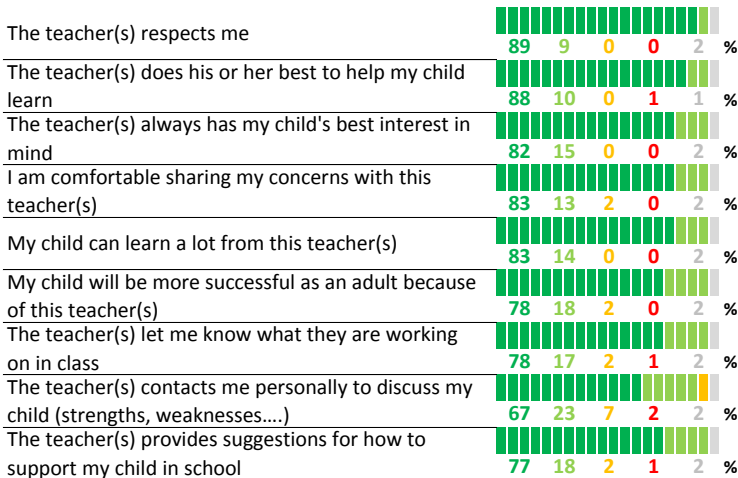 The teacher(s) respects me
89 9 0 0 2 %
The teacher(s) does his or her best to help my child
learn
88 10 0 1 1 %
The teacher(s) always has my child's best interest in
mind
82 15 0 0 2 %
I am comfortable sharing my concerns with this
teacher(s)
83 13 2 0 2 %
My child can learn a lot from this teacher(s)
83 14 0 0 2 %
My child will be more successful as an adult because
of this teacher(s)
78 18 2 0 2 %
The teacher(s) let me know what they are working
on in class
78 17 2 1 2 %
The teacher(s) contacts me personally to discuss my
child (strengths, weaknesses....)
67 23 7 2 2 %
The teacher(s) provides suggestions for how to
support my child in school
77 18 2 1 2 %